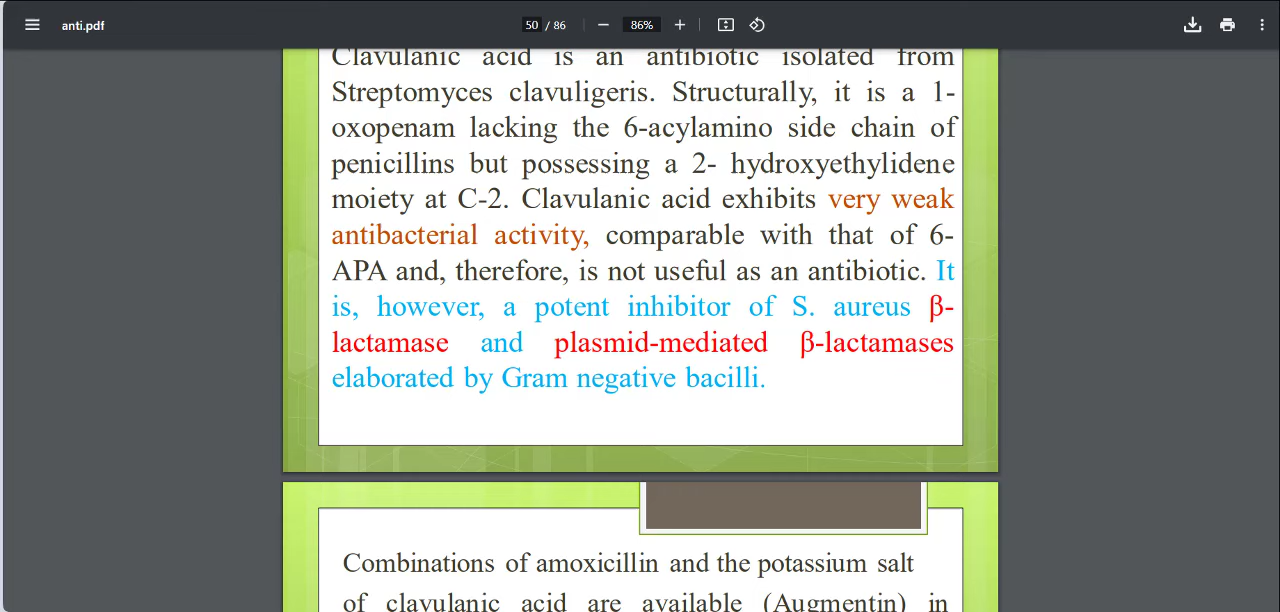 anti.pdf
50 / 86
86%
Clavulanic acid is an antibiotic isolated from
Streptomyces clavuligeris. Structurally, it is a 1-
oxopenam lacking the 6-acylamino side chain of
penicillins but possessing a 2- hydroxyethylidene
moiety at C-2. Clavulanic acid exhibits very weak
antibacterial activity, comparable with that of 6-
APA and, therefore, is not useful as an antibiotic. It
is, however, a potent inhibitor of S. aureus β-
lactamase and plasmid-mediated β-lactamases
elaborated by Gram negative bacilli.
Combinations of amoxicillin and the potassium salt
of clavulanic acid are available (Augmentin) in